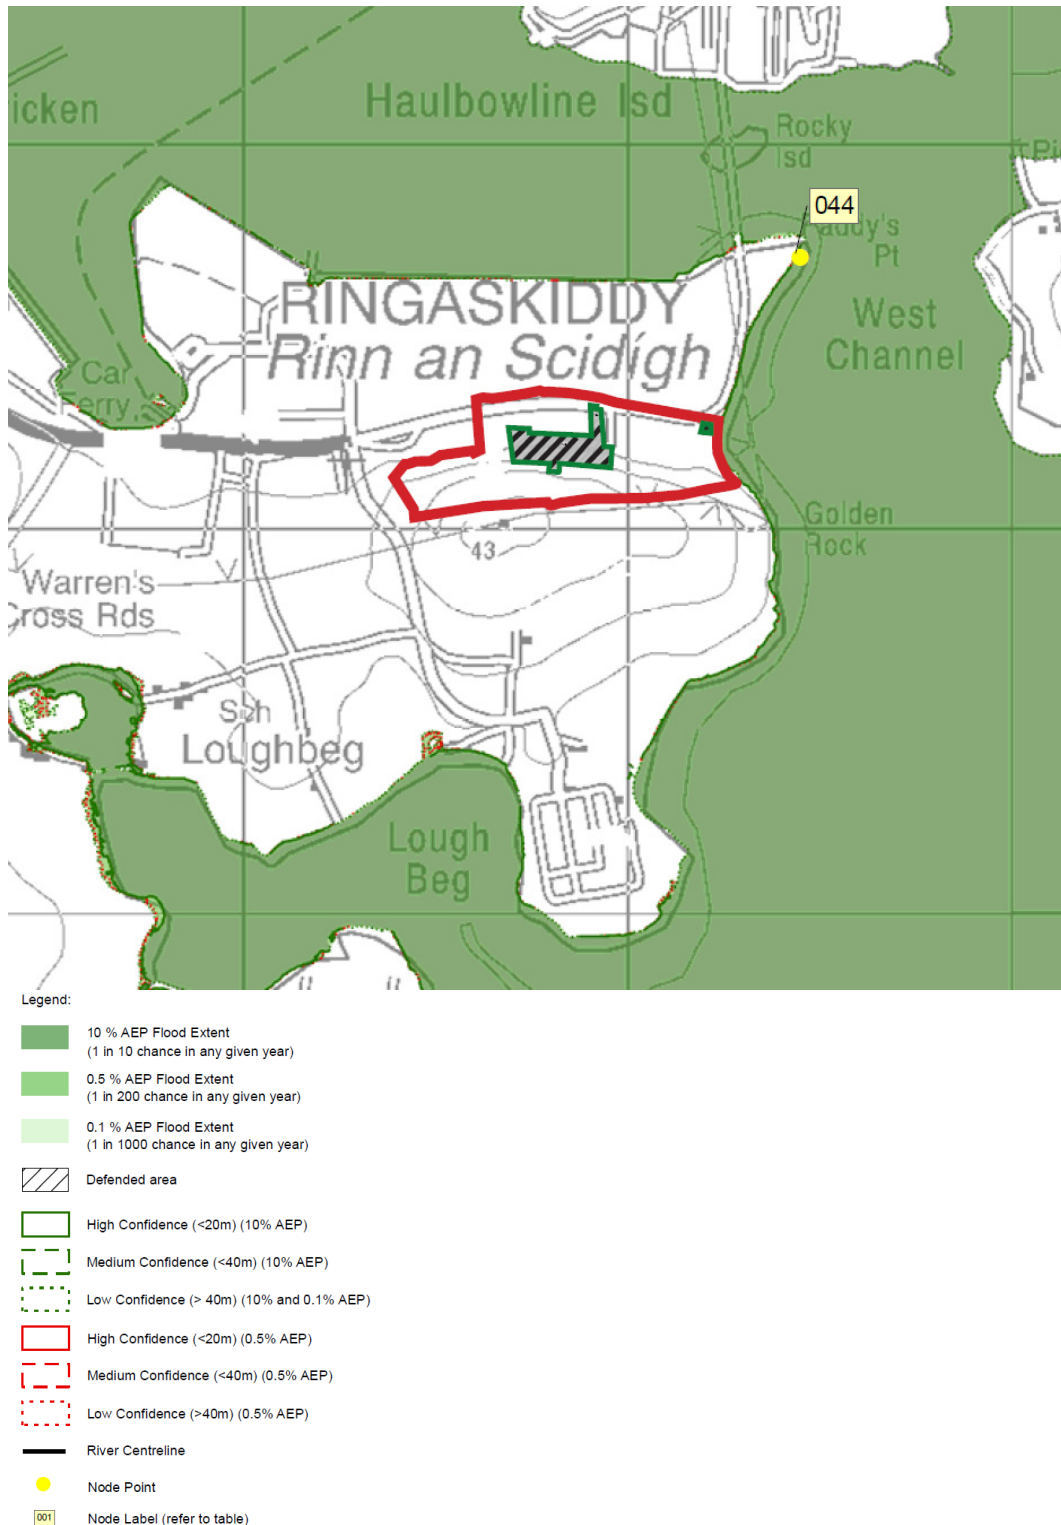 icken
Haulbowline Isd
Rocky
Isd
044
addy's
Pt
West
Channel
RINGASKIDDY
Rinn an Scidígh
Car
Ferry
Golden
Rock
43
Warren's
Cross Rds
Sch
Loughbeg
Lough
Beg
Legend:
10 % AEP Flood Extent
(1 in 10 chance in any given year)
0.5 % AEP Flood Extent
(1 in 200 chance in any given year)
0.1 % AEP Flood Extent
(1 in 1000 chance in any given year)
Defended area
High Confidence (<20m) (10% AEP)
Medium Confidence (<40m) (10% AEP)
Low Confidence (> 40m) (10% and 0.1% AEP)
High Confidence (<20m) (0.5% AEP)
Medium Confidence (<40m) (0.5% AEP)
Low Confidence (>40m) (0.5% AEP)
River Centreline
Node Point
001
Node Label (refer to table)